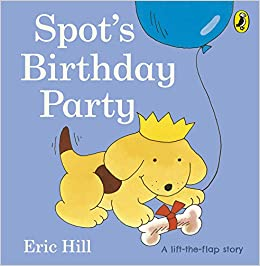 Spot's
Birthday
Party
Eric Hill
A lift-the-flap story